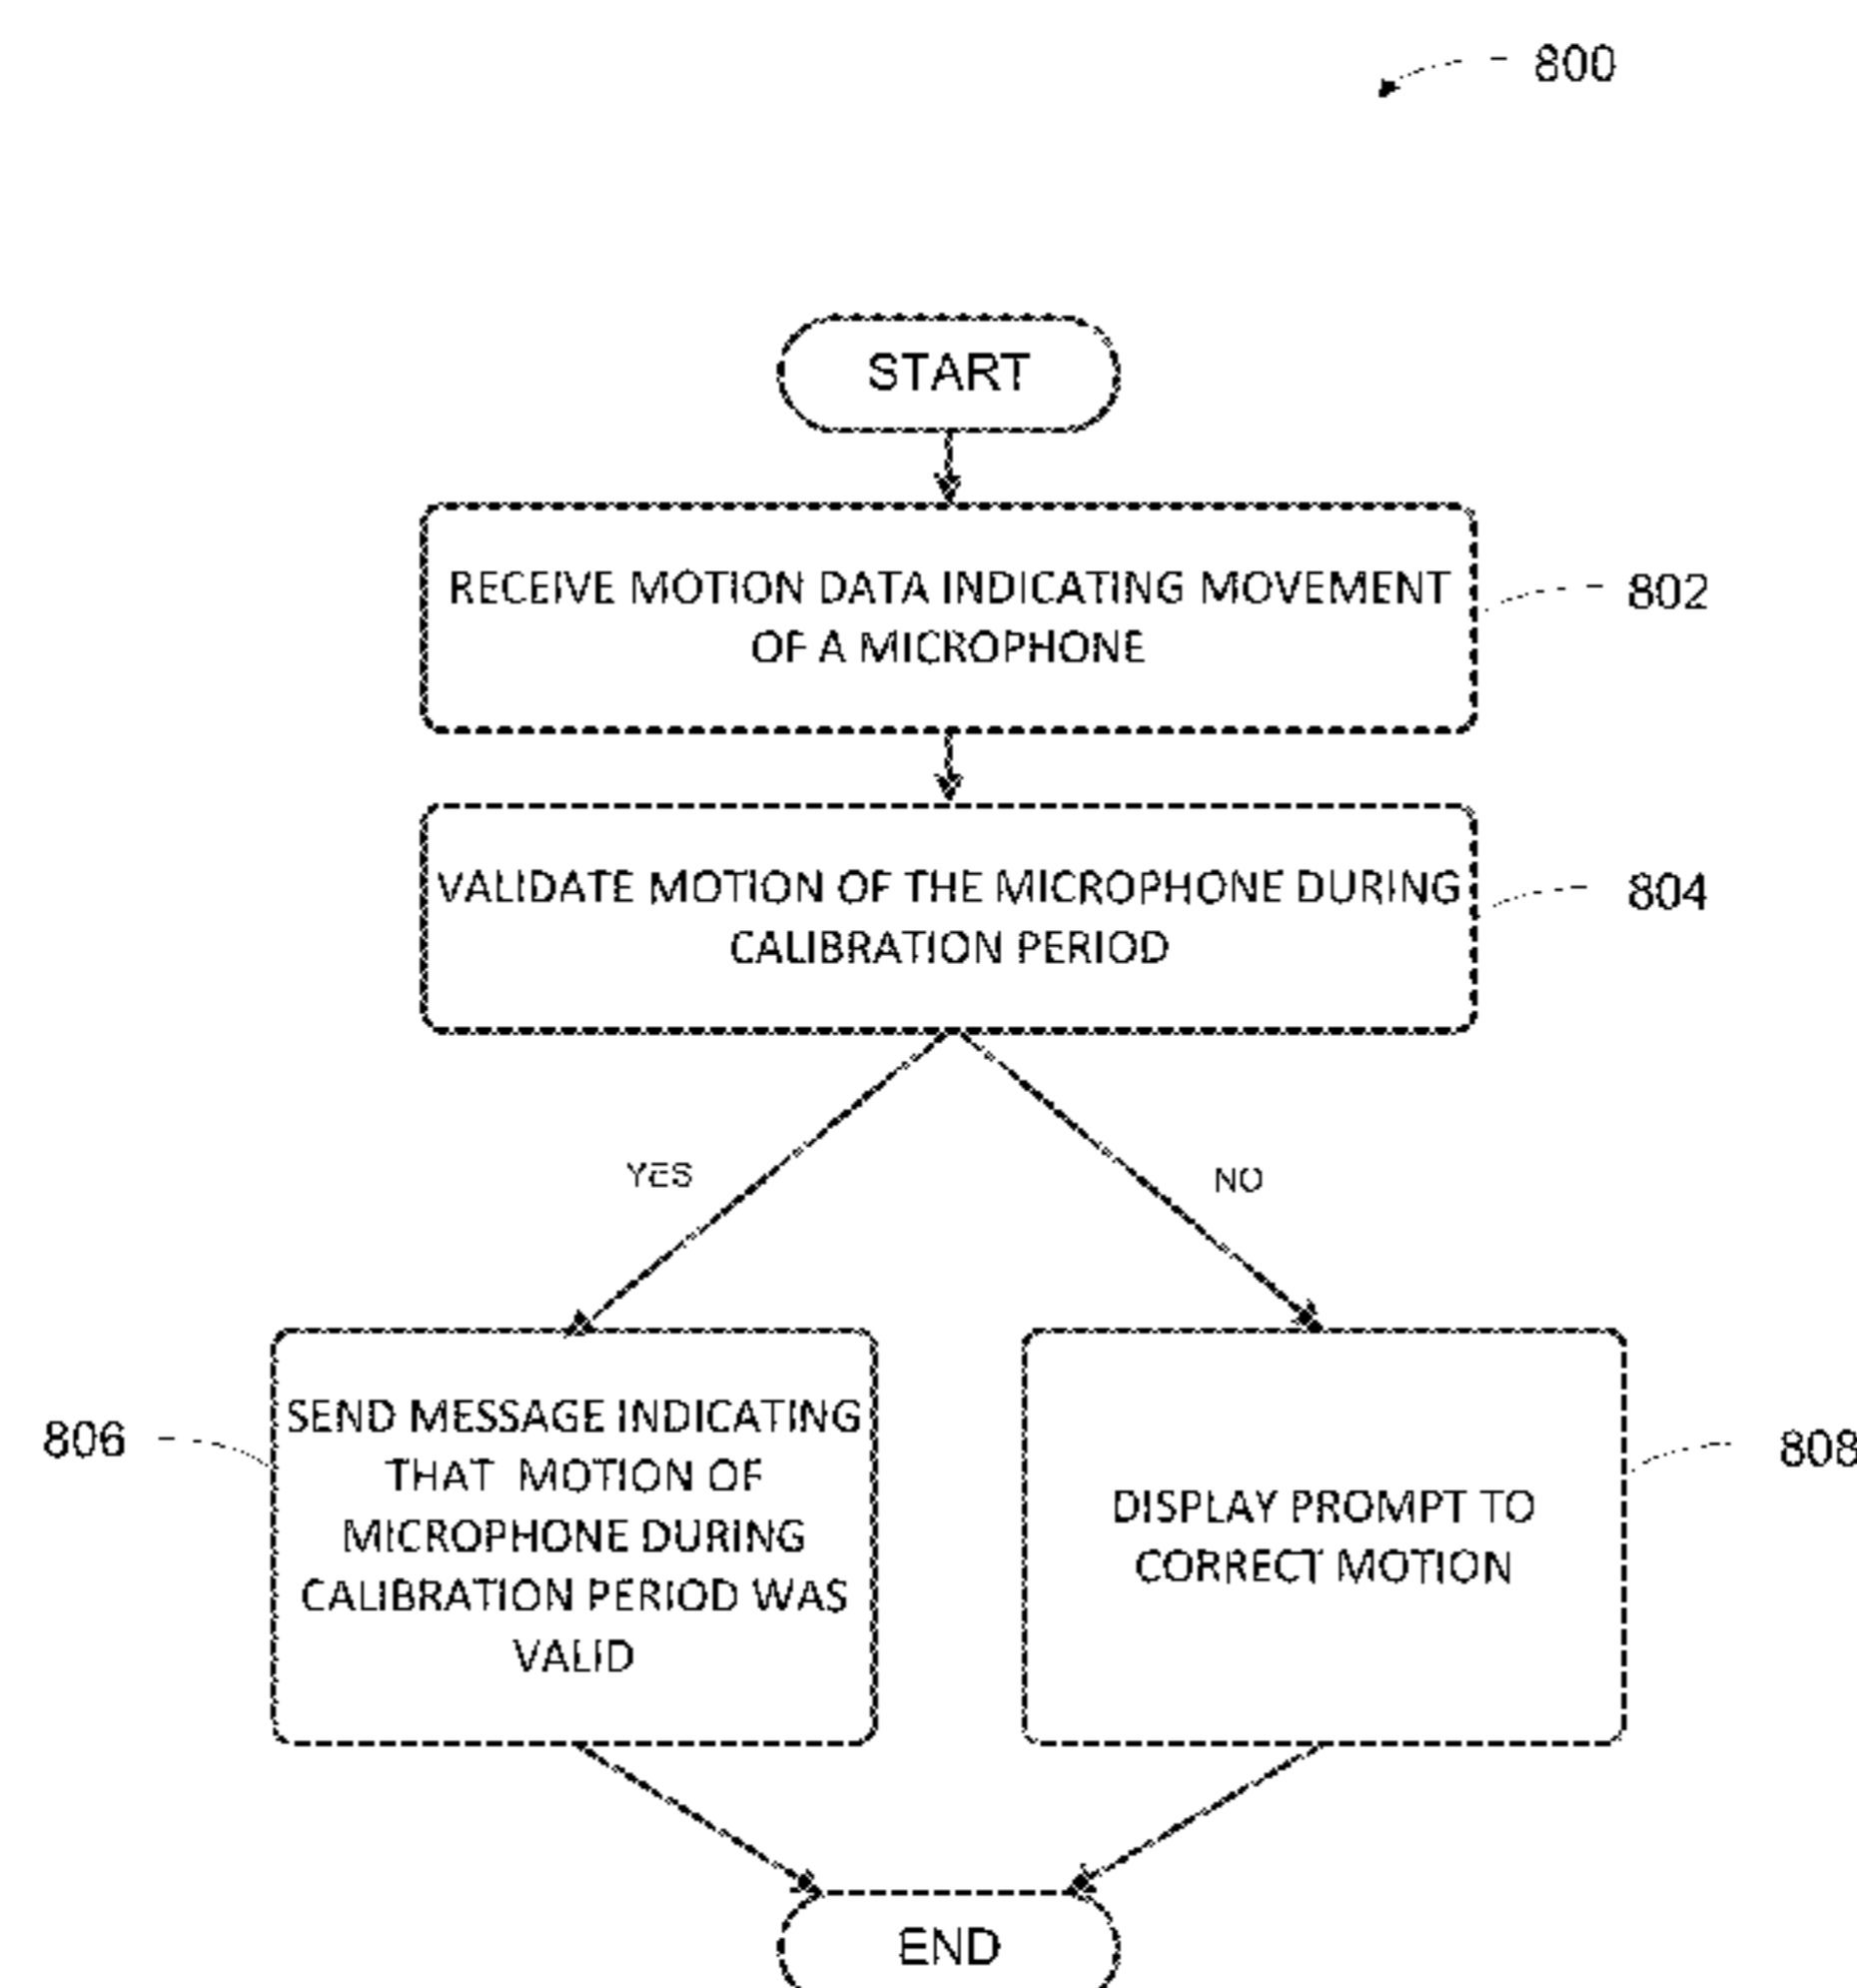 800
START
RECEIVE MOTION DATA INDICATING MOVEMENT
OF A MICROPHONE
802
VALIDATE MOTION OF THE MICROPHONE DURING
CALIBRATION PERIOD
804
YES
NO
806
SEND MESSAGE INDICATING
THAT MOTION OF
MICROPHONE DURING
CALIBRATION PERIOD WAS
VALID
DISPLAY PROMPT TO
CORRECT MOTION
808
END